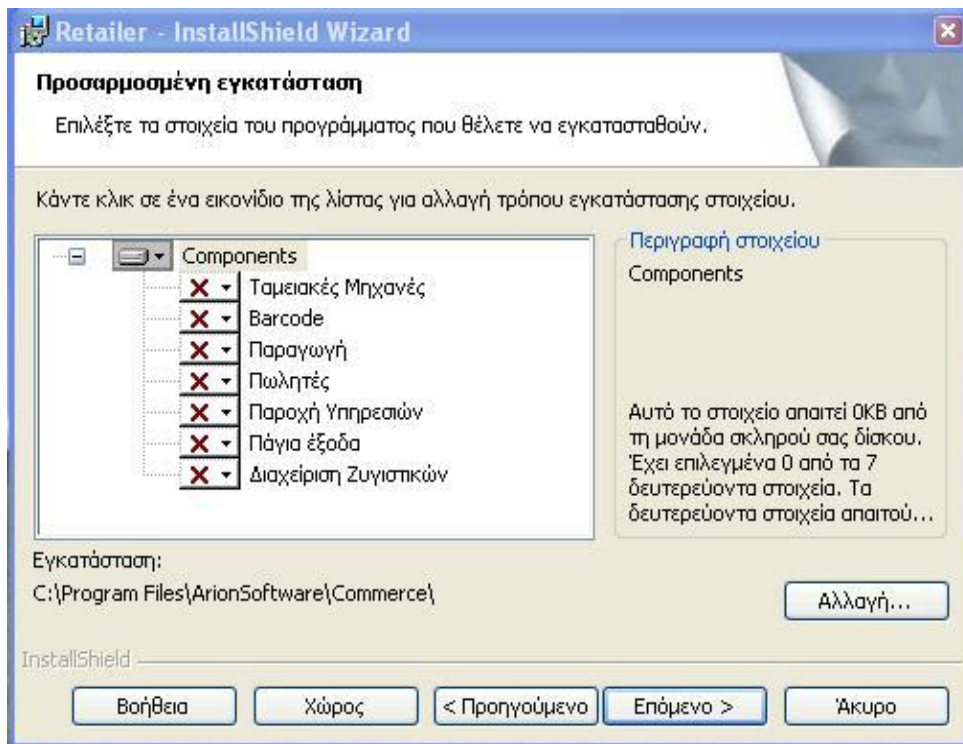 Retailer - InstallShield Wizard
Προσαρμοσμένη εγκατάσταση
Επιλέξτε τα στοιχεία του προγράμματος που θέλετε να εγκατασταθούν.
Κάντε κλικ σε ένα εικονίδιο της λίστας για αλλαγή τρόπου εγκατάστασης στοιχείου.
Components
Ταμειακές Μηχανές
Barcode
Παραγωγή
Πωλητές
Παροχή Υπηρεσιών
Πάγια έξοδα
Διαχείριση Ζυγιστικών
Περιγραφή στοιχείου
Components
Αυτό το στοιχείο απαιτεί 0KB από
τη μονάδα σκληρού σας δίσκου.
Έχει επιλεγμένα 0 από τα 7
δευτερεύοντα στοιχεία. Τα
δευτερεύοντα στοιχεία απαιτού...
Εγκατάσταση:
C:\Program Files\ArionSoftware\Commerce\
Αλλαγή...
InstallShield
Βοήθεια
Χώρος
< Προηγούμενο
Επόμενο >
Άκυρο